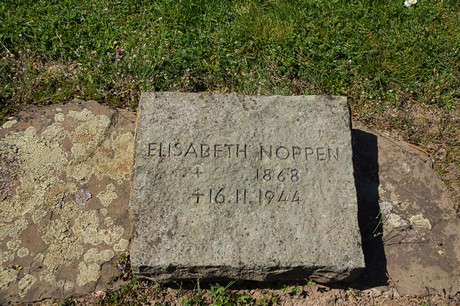 ELISABETH NOPPEN
+ 1868
+16.11.1944